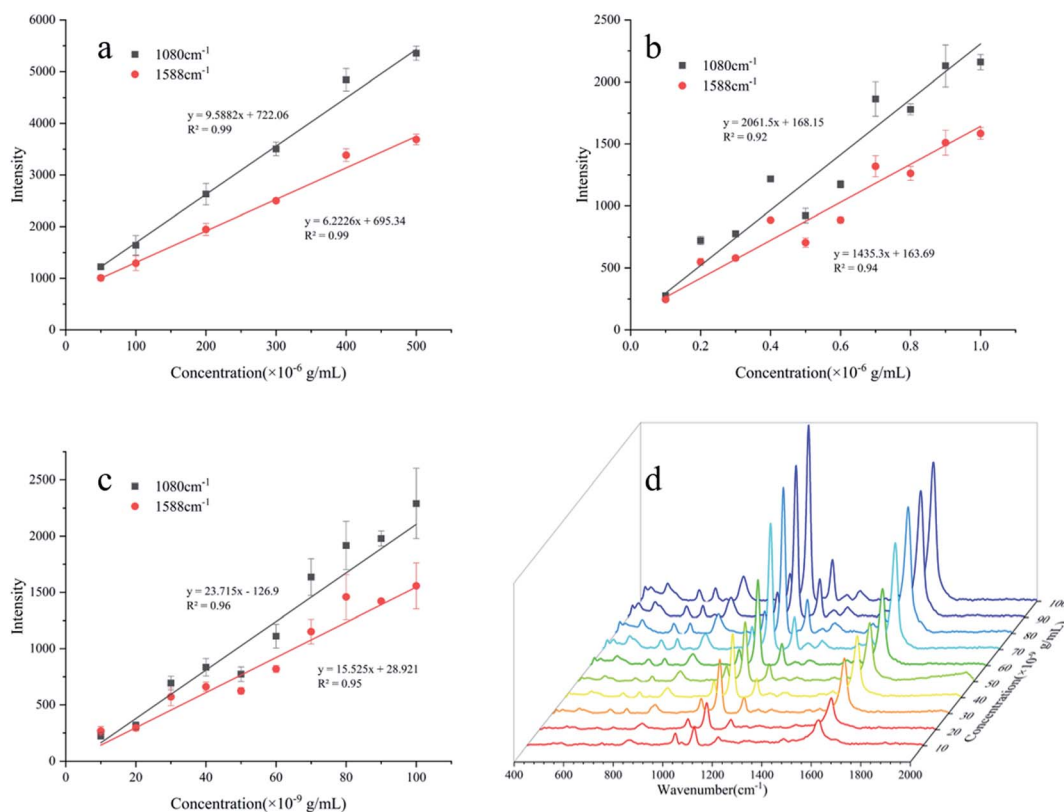 a
1080cm-1
1588cm-1
y = 9.5882x + 722.06
R² = 0.99
y = 6.2226x + 695.34
R² = 0.99
Intensity
6000
5000
4000
3000
2000
1000
0
0 100 200 300 400 500
Concentration(×10-6 g/mL)
b
1080cm-1
1588cm-1
y = 2061.5x + 168.15
R² = 0.92
y = 1435.3x + 163.69
R² = 0.94
Intensity
2500
2000
1500
1000
500
0
0.0 0.2 0.4 0.6 0.8 1.0
Concentration(×10-6 g/mL)
c
1080cm-1
1588cm-1
y = 23.715x - 126.9
R² = 0.96
y = 15.525x + 28.921
R² = 0.95
Intensity
2500
2000
1500
1000
500
0
0 20 40 60 80 100
Concentration(×10-9 g/mL)
d
400 600 800 1000 1200 1400 1600 1800 2000
Wavenumber(cm-1)
10
20
30
40
50
60
70
80
90
100
Concentration(×10-9 g/mL)